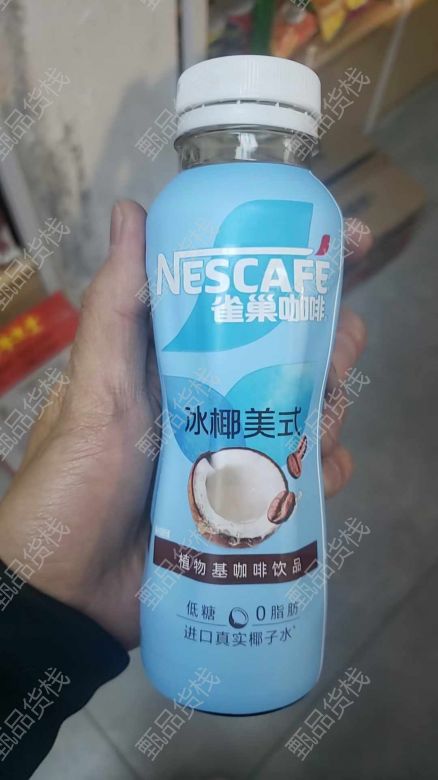 NESCAFÉ
雀巢咖啡
冰椰美式
植物基咖啡饮品
低糖 0脂肪
进口真实椰子水*
甄品货栈